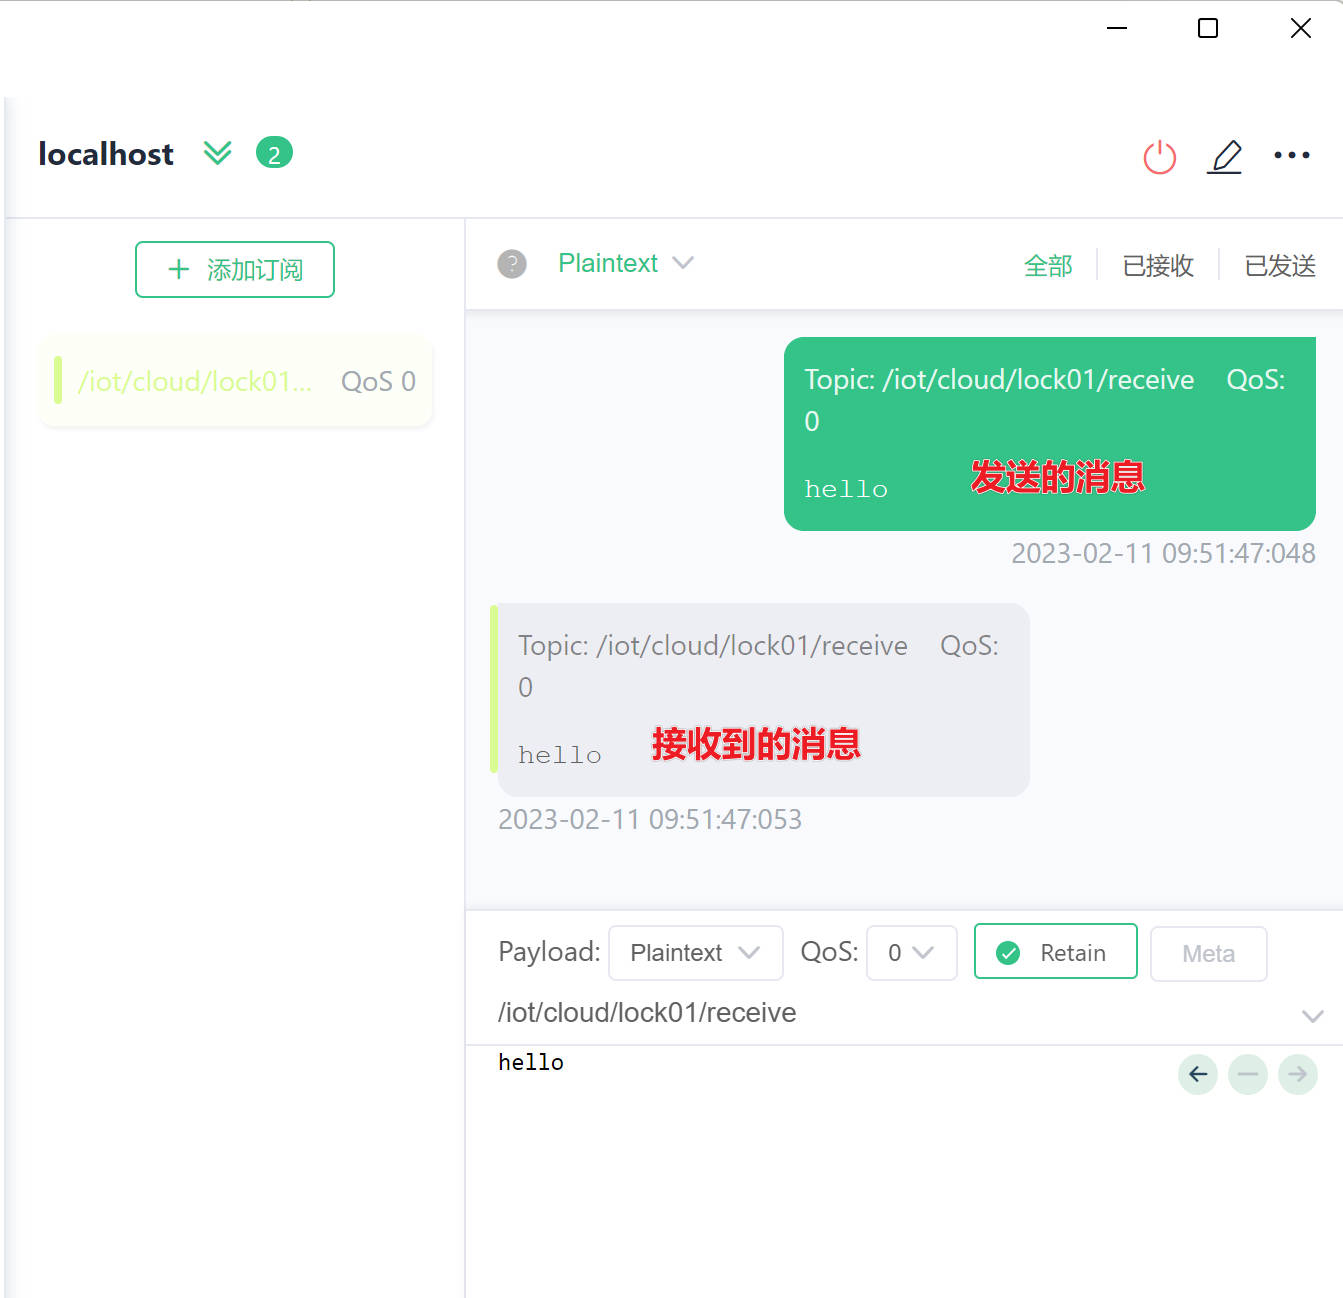 localhost 2
添加订阅
/iot/cloud/lock01... QoS 0
? Plaintext 全部 已接收 已发送
Topic: /iot/cloud/lock01/receive QoS:
0
hello 发送的消息
2023-02-11 09:51:47:048
Topic: /iot/cloud/lock01/receive QoS:
0
hello 接收到的消息
2023-02-11 09:51:47:053
Payload: Plaintext QoS: 0 Retain Meta
/iot/cloud/lock01/receive
hello